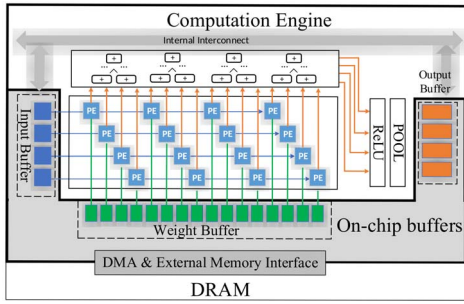 Computation Engine
Internal Interconnect
+ + + +
... ^ ... ... ^ ... ... ^ ... ... ^ ...
+ + + + + + + +
Output
Buffer
Input Buffer
PE PE PE PE
PE PE PE PE
PE PE PE PE
PE PE PE PE
ReLU
POOL
Weight Buffer
On-chip buffers
DMA & External Memory Interface
DRAM